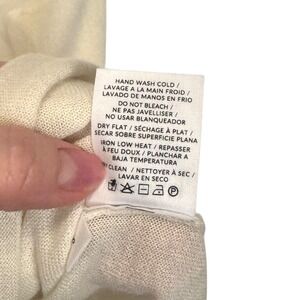 HAND WASH COLD /
LAVAGE A LA MAIN FROID /
LAVADO DE MANOS EN FRIO
DO NOT BLEACH /
NE PAS JAVELLISER /
NO USAR BLANQUEADOR
DRY FLAT / SÉCHAGE À PLAT /
SECAR SOBRE SUPERFICIE PLANA
IRON LOW HEAT / REPASSER
À FEU DOUX / PLANCHAR A
BAJA TEMPERATURA
CLEAN / NETTOYER À SEC /
LAVAR EN SECO
P